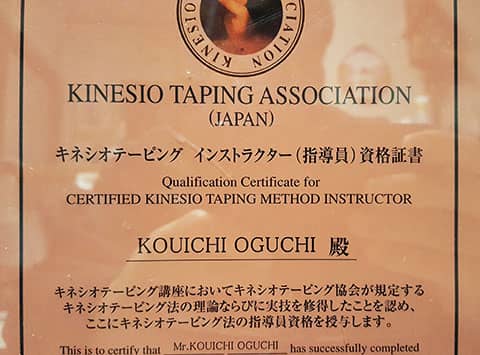 KINESIO
ASSOCIATION
KINESIO TAPING ASSOCIATION
(JAPAN)
キネシオテーピング インストラクター(指導員)資格証書
Qualification Certificate for
CERTIFIED KINESIO TAPING METHOD INSTRUCTOR
KOUICHI OGUCHI 殿
キネシオテーピング講座においてキネシオテーピング協会が規定する
キネシオテーピング法の理論ならびに実技を修得したことを認め、
ここにキネシオテーピング法の指導員資格を授与します。
This is to certify that Mr.KOUICHI OGUCHI has successfully completed